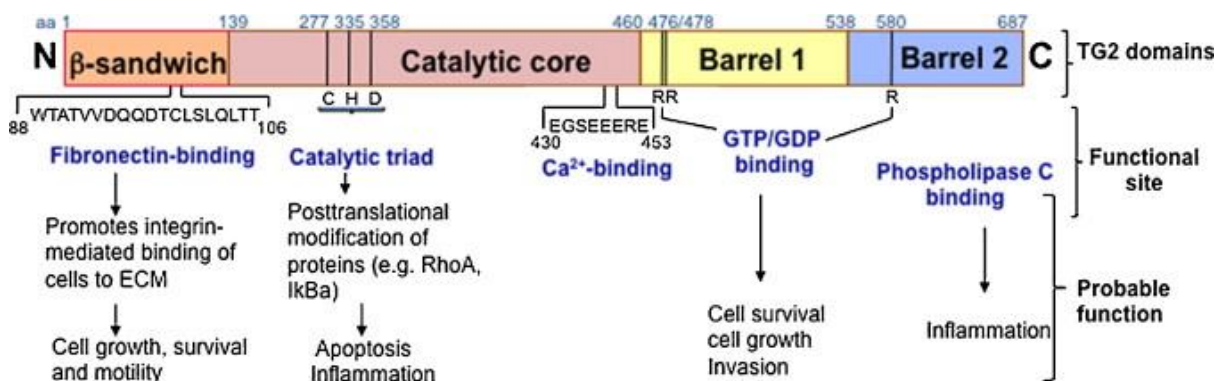 aa 1 139 277 335 358 460 476/478 538 580 687
N β-sandwich Catalytic core Barrel 1 Barrel 2 C TG2 domains
C H D RR R
WTATVVDQQDTCLSLQLTT
88 106
EGSEEERE
430 453
Fibronectin-binding
Catalytic triad
Ca²⁺-binding
GTP/GDP
binding
Phospholipase C
binding
Functional
site
Promotes integrin-
mediated binding of
cells to ECM
Posttranslational
modification of
proteins (e.g. RhoA,
IkBa)
Cell growth, survival
and motility
Apoptosis
Inflammation
Cell survival
cell growth
Invasion
Inflammation
Probable
function